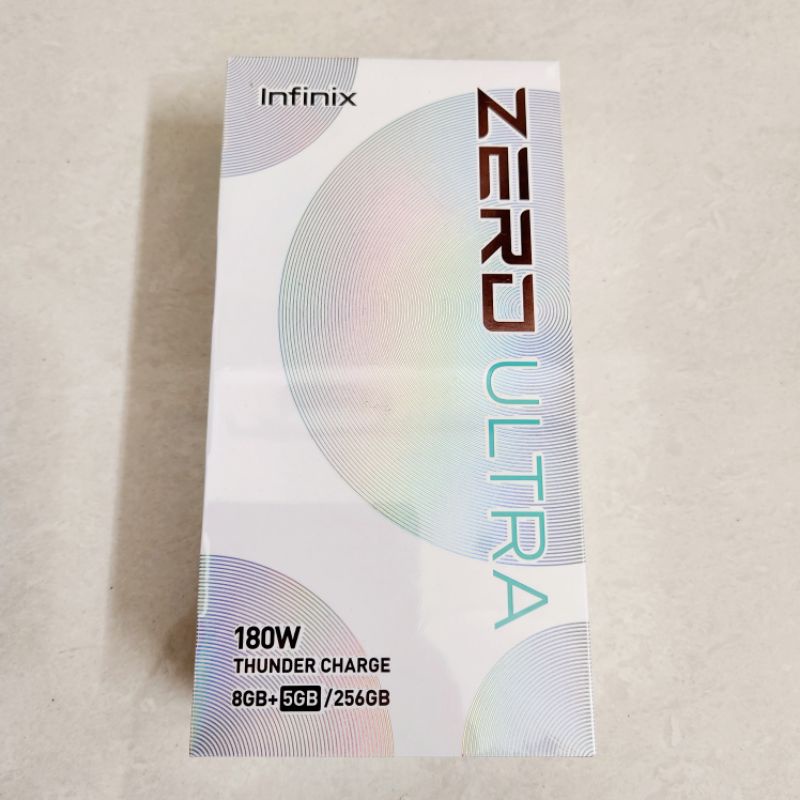 Infinix
ZERO ULTRA
180W
THUNDER CHARGE
8GB+5GB/256GB